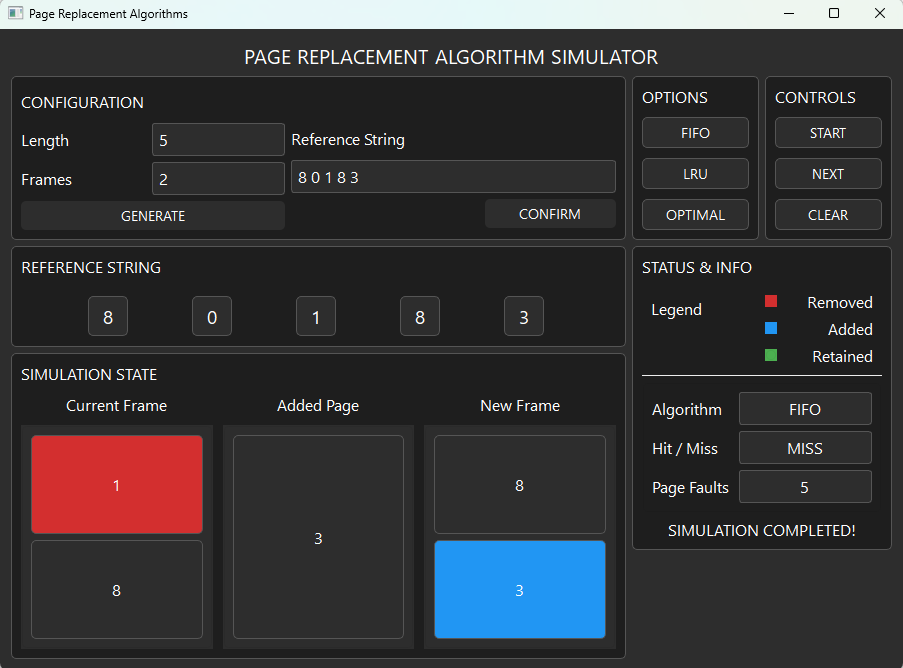 Page Replacement Algorithms
PAGE REPLACEMENT ALGORITHM SIMULATOR
CONFIGURATION
Length
5
Reference String
Frames
2
8 0 1 8 3
GENERATE
CONFIRM
OPTIONS
FIFO
LRU
OPTIMAL
CONTROLS
START
NEXT
CLEAR
REFERENCE STRING
8 0 1 8 3
SIMULATION STATE
Current Frame
Added Page
New Frame
1
8
3
8
3
STATUS & INFO
Legend
Removed
Added
Retained
Algorithm
FIFO
Hit / Miss
MISS
Page Faults
5
SIMULATION COMPLETED!